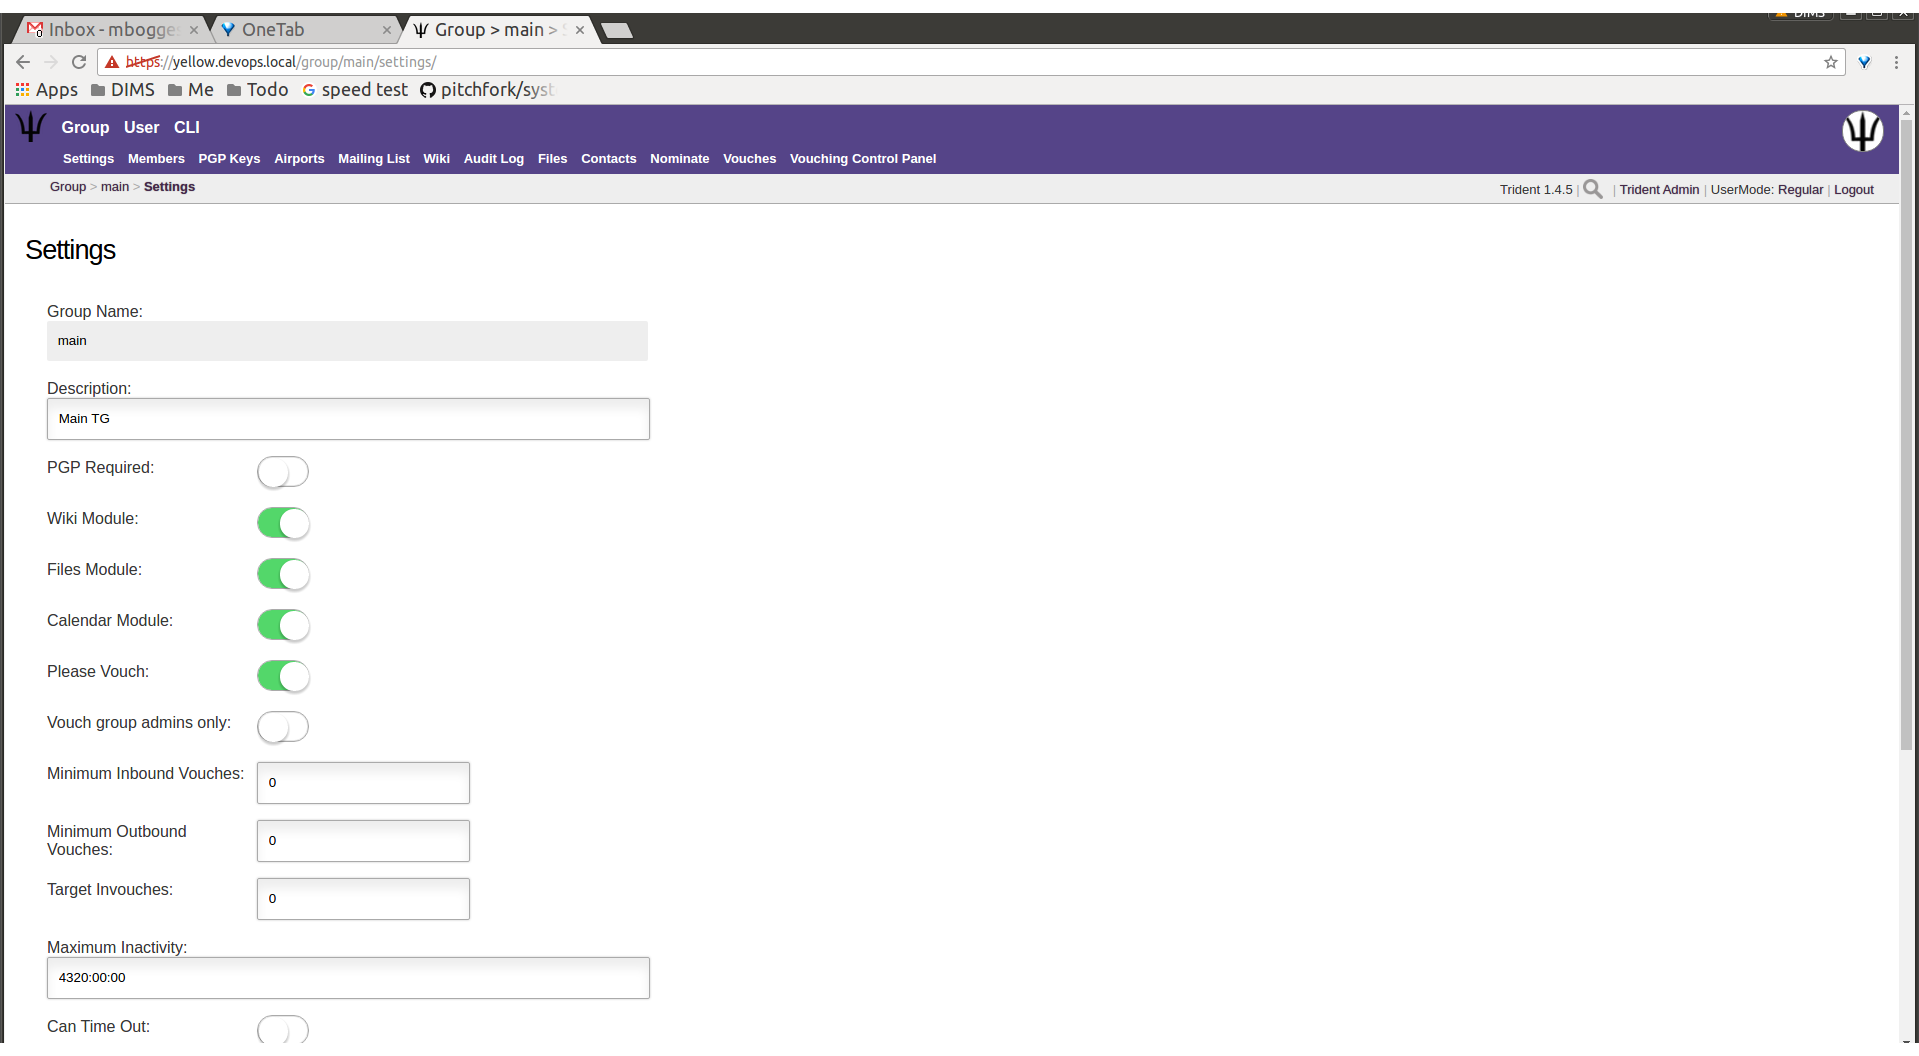 DIMS
Inbox - mbogge
OneTab
Group > main >
https://yellow.devops.local/group/main/settings/
Apps DIMS Me Todo speed test pitchfork/syst
Group User CLI
Settings Members PGP Keys Airports Mailing List Wiki Audit Log Files Contacts Nominate Vouches Vouching Control Panel
Group > main > Settings
Trident 1.4.5 | | Trident Admin | UserMode: Regular | Logout
Settings
Group Name:
main
Description:
Main TG
PGP Required:
Wiki Module:
Files Module:
Calendar Module:
Please Vouch:
Vouch group admins only:
Minimum Inbound Vouches:
0
Minimum Outbound
Vouches:
0
Target Invouches:
0
Maximum Inactivity:
4320:00:00
Can Time Out: